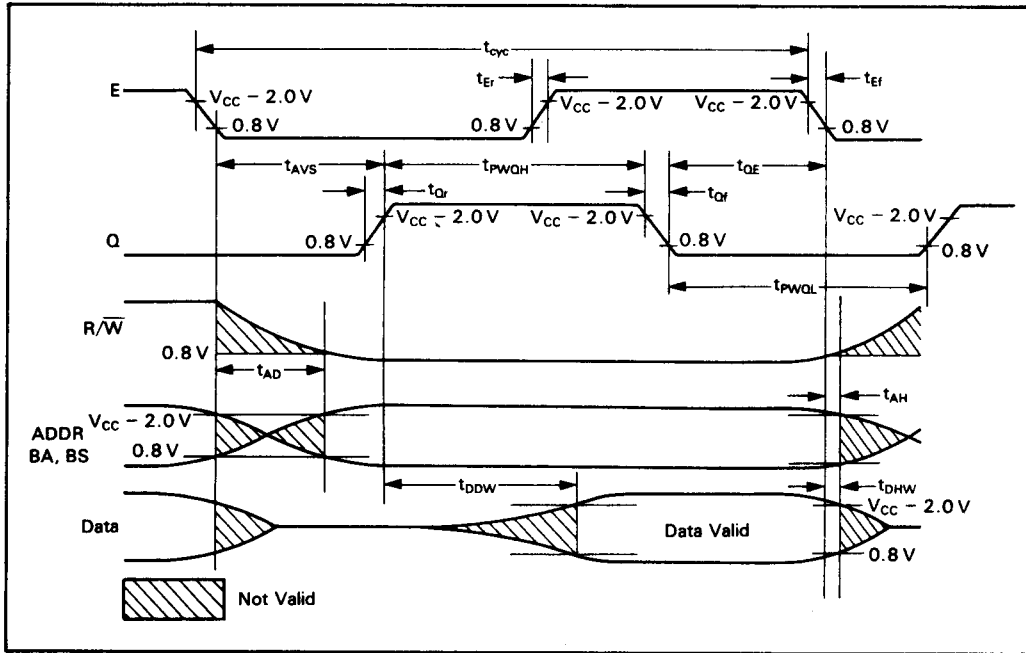 tcyc
tEr
tEf
E
VCC – 2.0 V
VCC – 2.0 V
VCC – 2.0 V
0.8 V
0.8 V
0.8 V
tAVS
tPWQH
tQE
tQr
tQf
VCC – 2.0 V
VCC – 2.0 V
VCC – 2.0 V
Q
0.8 V
0.8 V
0.8 V
tPWQL
R/W̅
0.8 V
tAD
tAH
VCC – 2.0 V
ADDR
BA, BS
0.8 V
tDDW
tDHW
VCC – 2.0 V
Data
Data Valid
0.8 V
Not Valid